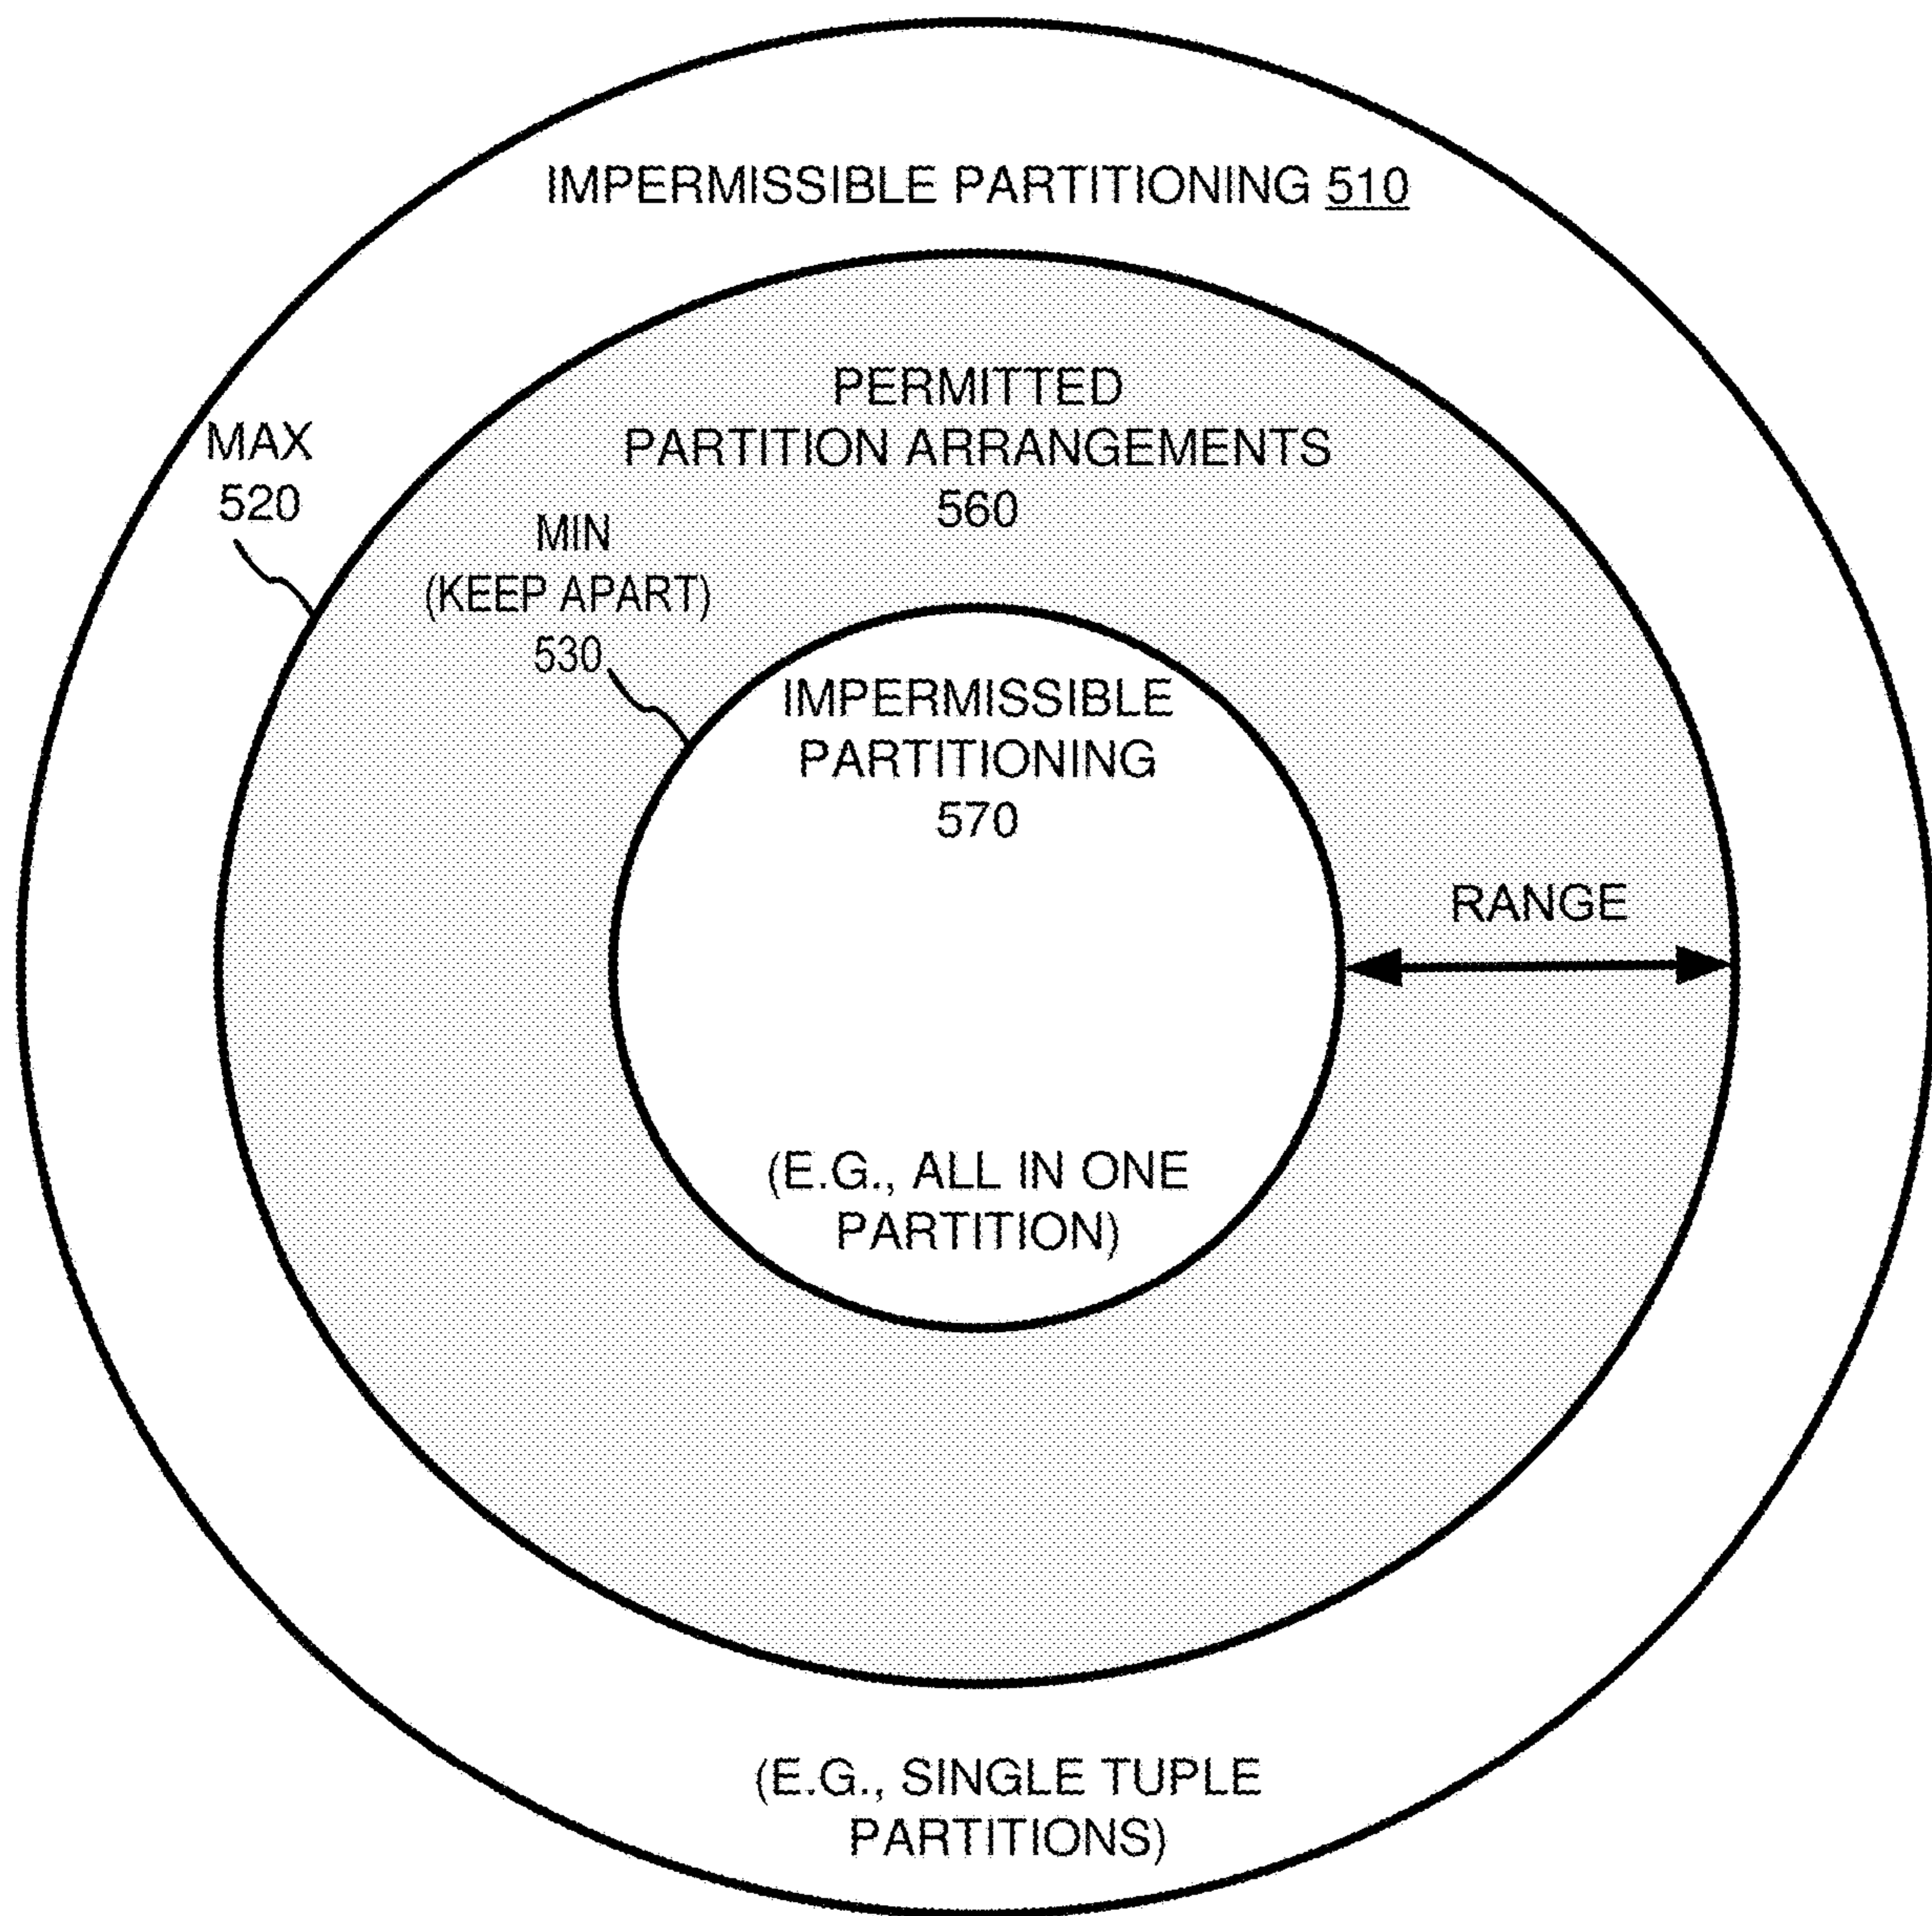 IMPERMISSIBLE PARTITIONING 510
PERMITTED
PARTITION ARRANGEMENTS
560
MAX
520
MIN
(KEEP APART)
530
IMPERMISSIBLE
PARTITIONING
570
RANGE
(E.G., ALL IN ONE
PARTITION)
(E.G., SINGLE TUPLE
PARTITIONS)